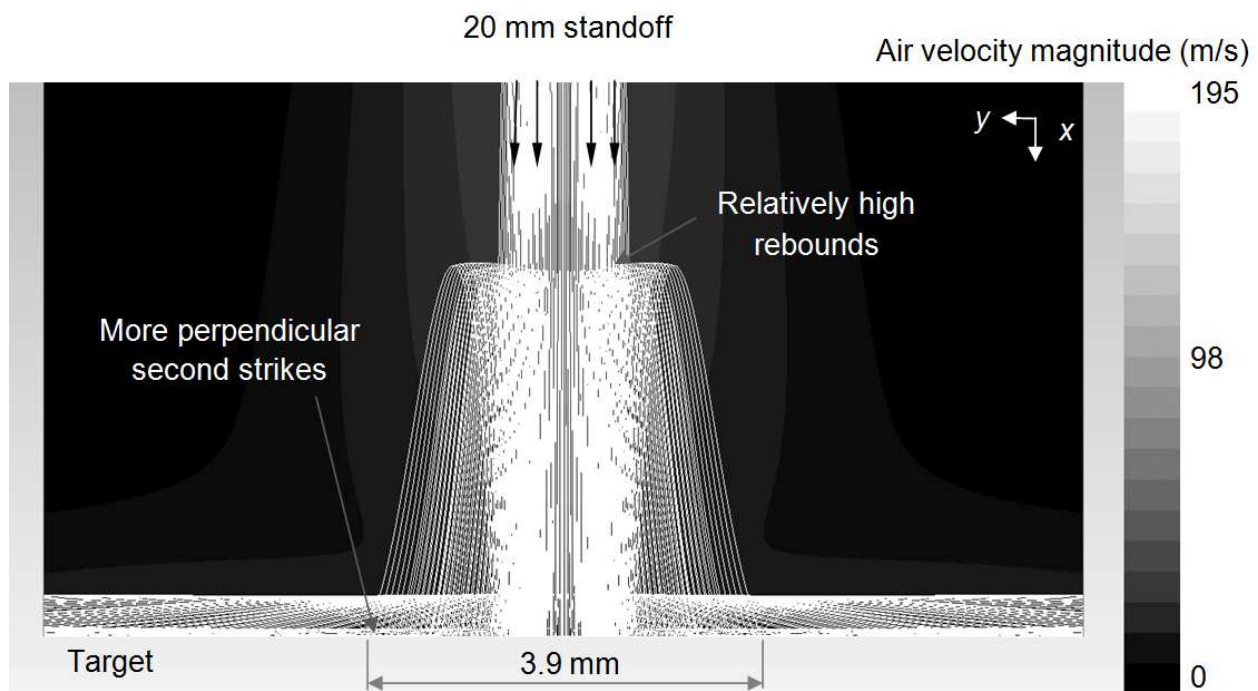 20 mm standoff
Air velocity magnitude (m/s)
195
y
x
Relatively high
rebounds
More perpendicular
second strikes
98
Target
3.9 mm
0